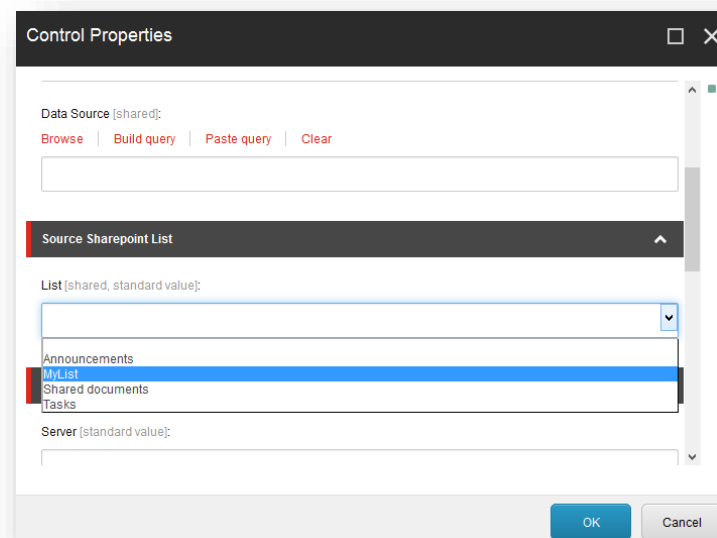 Control Properties
Data Source [shared]:
Browse Build query Paste query Clear
Source Sharepoint List
List [shared, standard value]:
Announcements
MyList
Shared documents
Tasks
Server [standard value]:
OK Cancel